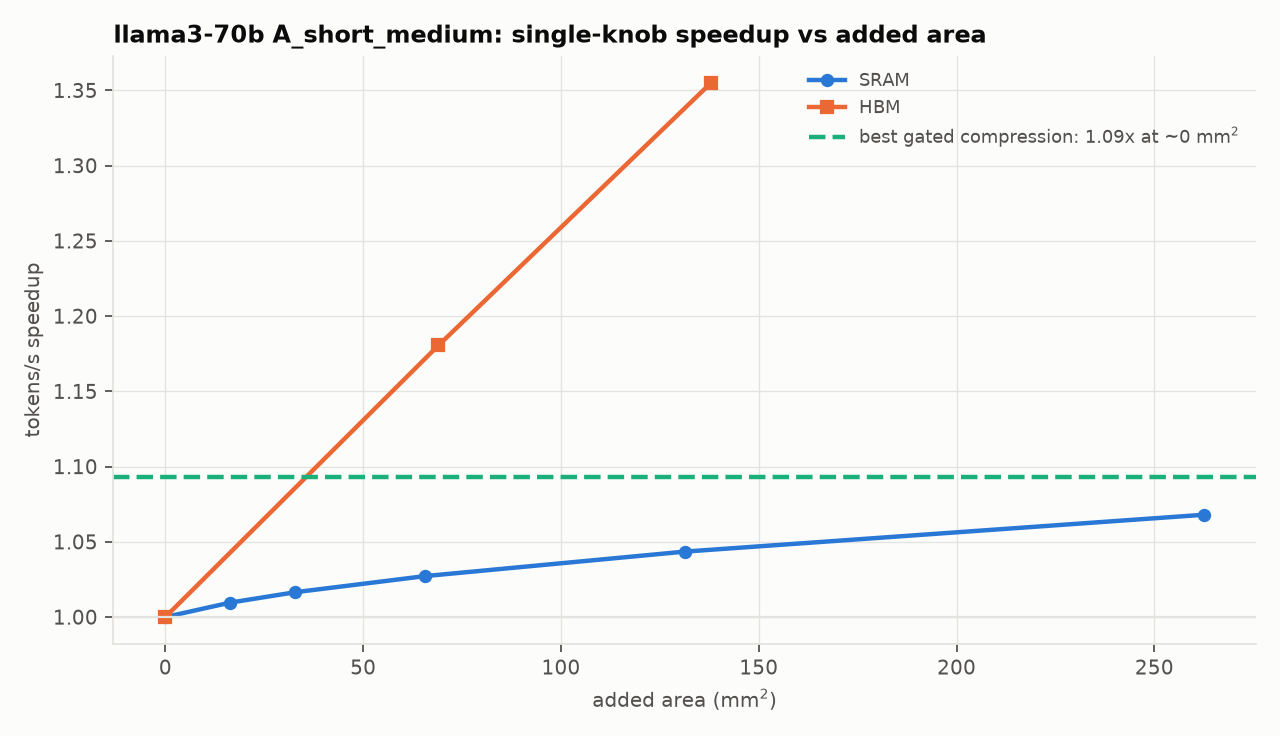 llama3-70b A_short_medium: single-knob speedup vs added area
SRAM
HBM
best gated compression: 1.09x at ~0 mm²
tokens/s speedup
1.35
1.30
1.25
1.20
1.15
1.10
1.05
1.00
0
50
100
150
200
250
added area (mm²)